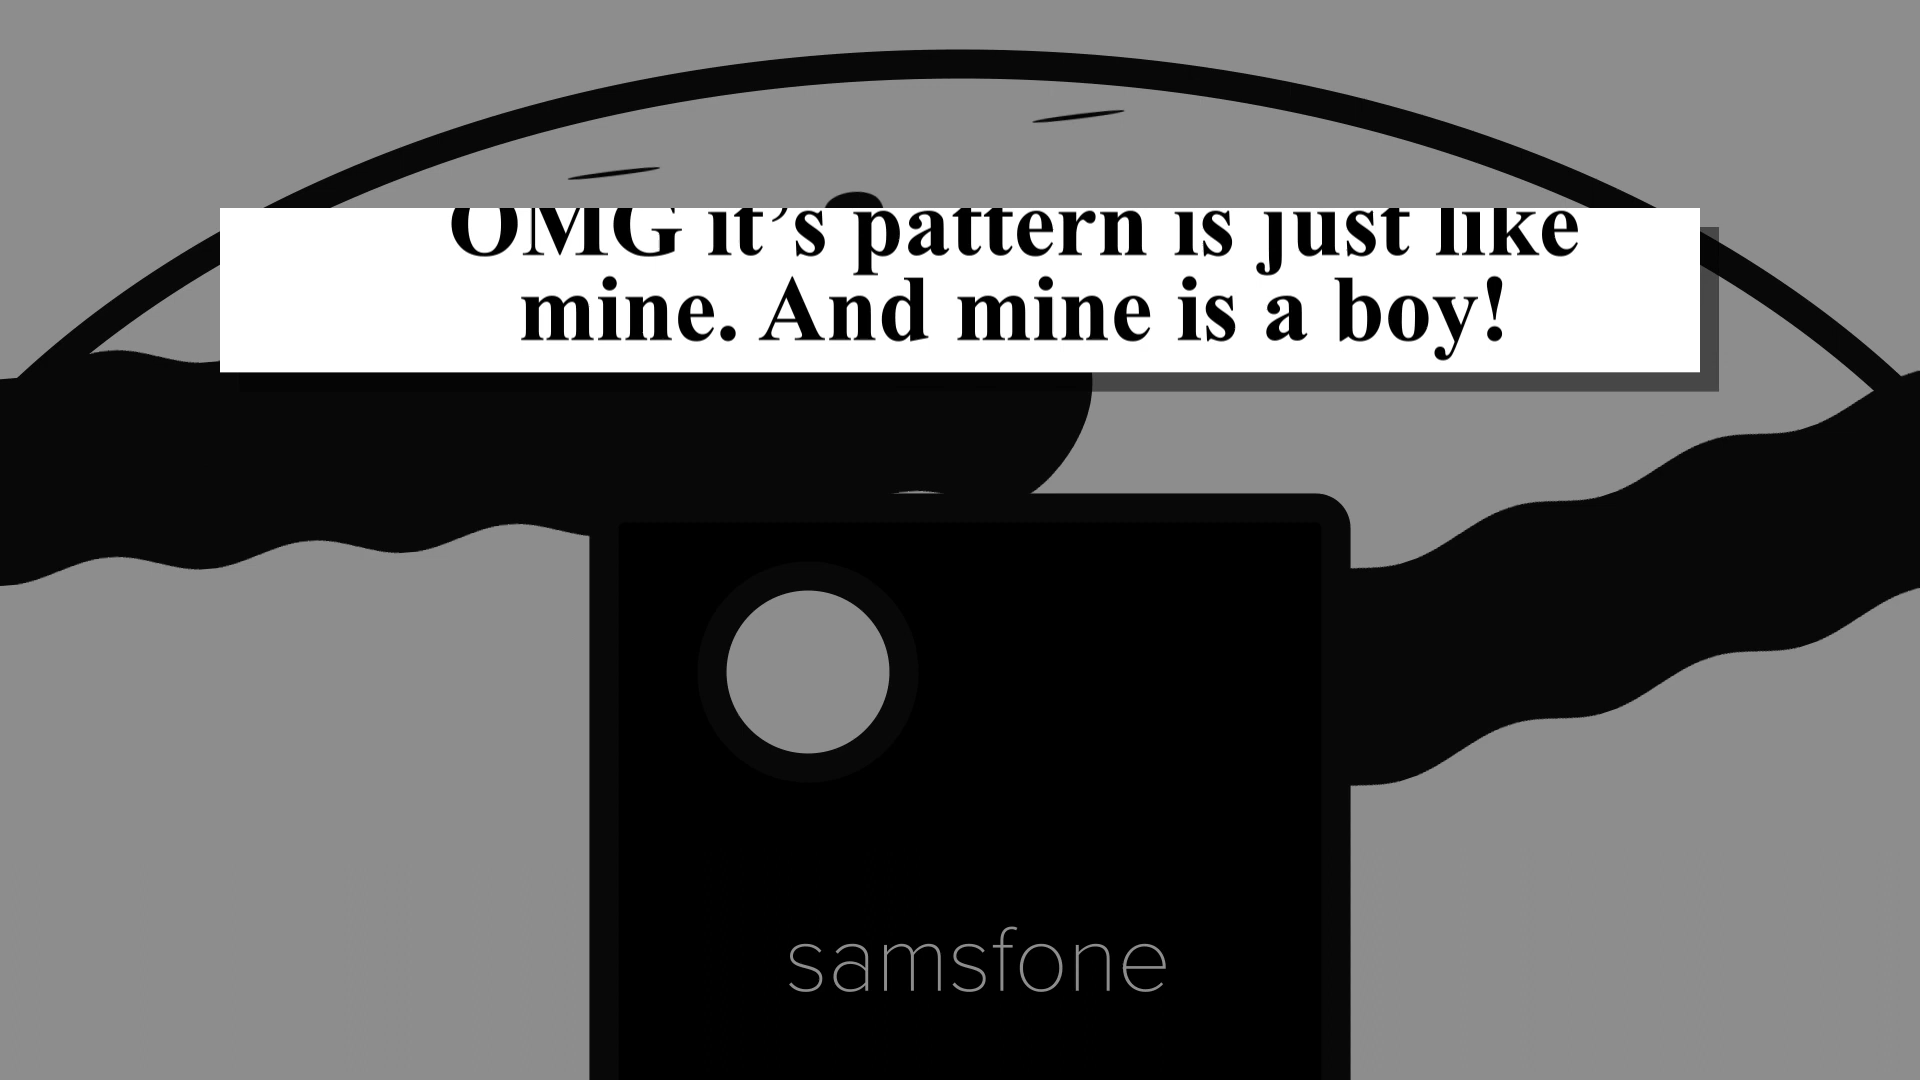 OMG it’s pattern is just like
mine. And mine is a boy!
samsfone